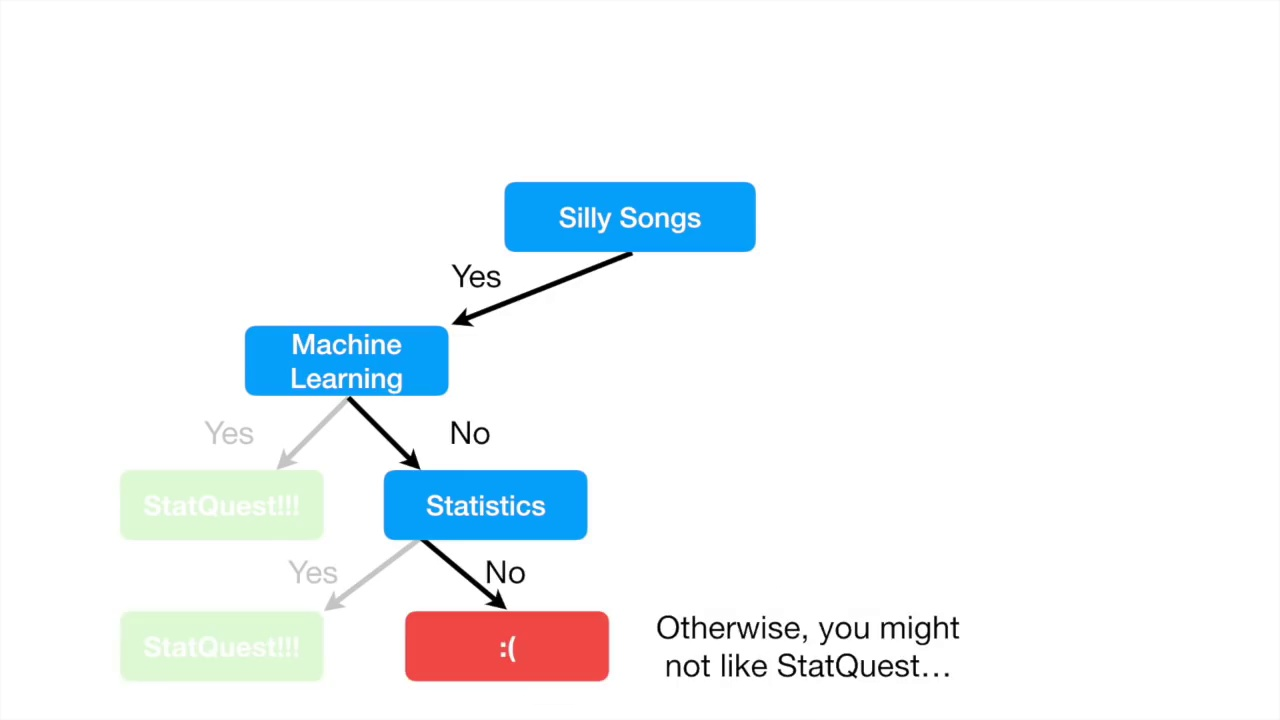 Silly Songs
Yes
Machine
Learning
Yes
No
StatQuest!!!
Statistics
Yes
No
StatQuest!!!
:(
Otherwise, you might
not like StatQuest…